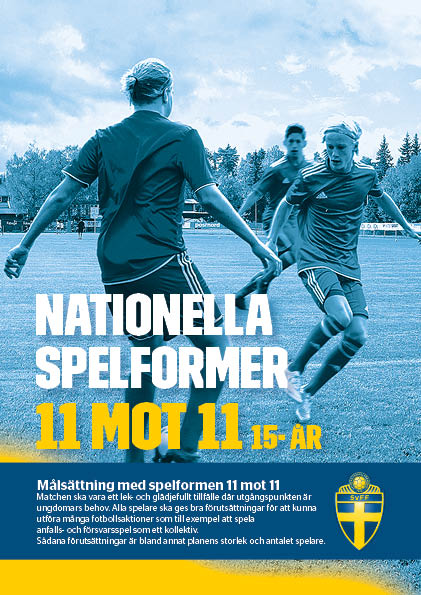 postnord
NATIONELLA
SPELFORMER
11 MOT 11 15- ÅR
Målsättning med spelformen 11 mot 11
Matchen ska vara ett lek- och glädjefullt tillfälle där utgångspunkten är
ungdomars behov. Alla spelare ska ges bra förutsättningar för att kunna
utföra många fotbollsaktioner som till exempel att spela
anfalls- och försvarsspel som ett kollektiv.
Sådana förutsättningar är bland annat planens storlek och antalet spelare.
SvFF